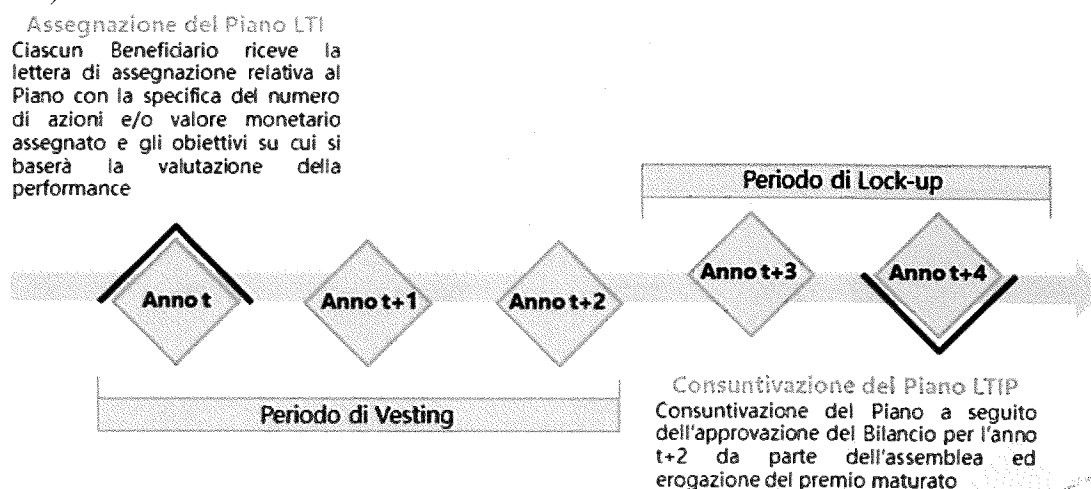 Assegnazione del Piano LTI
Ciascun Beneficiario riceve la
lettera di assegnazione relativa al
Piano con la specifica del numero
di azioni e/o valore monetario
assegnato e gli obiettivi su cui si
baserà la valutazione della
performance
Periodo di Lock-up
Anno t
Anno t+1
Anno t+2
Anno t+3
Anno t+4
Periodo di Vesting
Consuntivazione del Piano LTIP
Consuntivazione del Piano a seguito
dell'approvazione del Bilancio per l'anno
t+2 da parte dell'assemblea ed
erogazione del premio maturato